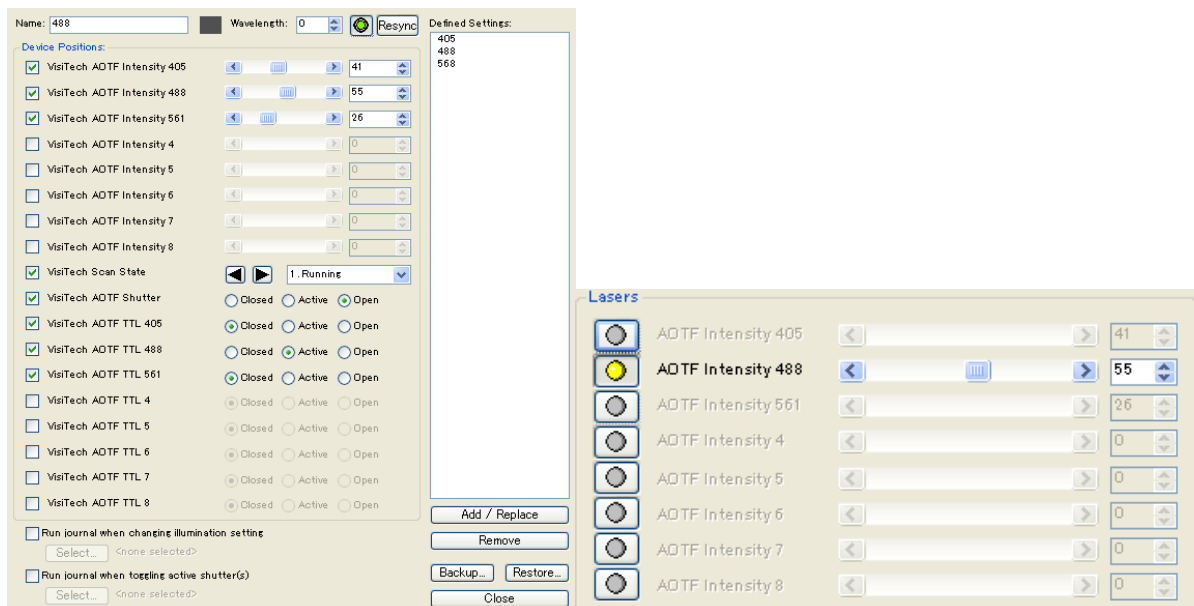 Name: 488 Wavelength: 0 Resync Defined Settings:
405
488
568
Device Positions:
VisiTech AOTF Intensity 405 41
VisiTech AOTF Intensity 488 55
VisiTech AOTF Intensity 561 26
VisiTech AOTF Intensity 4 0
VisiTech AOTF Intensity 5 0
VisiTech AOTF Intensity 6 0
VisiTech AOTF Intensity 7 0
VisiTech AOTF Intensity 8 0
VisiTech Scan State 1.Running
VisiTech AOTF Shutter Closed Active Open
VisiTech AOTF TTL 405 Closed Active Open
VisiTech AOTF TTL 488 Closed Active Open
VisiTech AOTF TTL 561 Closed Active Open
VisiTech AOTF TTL 4 Closed Active Open
VisiTech AOTF TTL 5 Closed Active Open
VisiTech AOTF TTL 6 Closed Active Open
VisiTech AOTF TTL 7 Closed Active Open
VisiTech AOTF TTL 8 Closed Active Open
Run journal when changing illumination setting
Select... <none selected>
Run journal when toggling active shutter(s)
Select... <none selected>
Add / Replace
Remove
Backup... Restore...
Close
Lasers
AOTF Intensity 405 41
AOTF Intensity 488 55
AOTF Intensity 561 26
AOTF Intensity 4 0
AOTF Intensity 5 0
AOTF Intensity 6 0
AOTF Intensity 7 0
AOTF Intensity 8 0